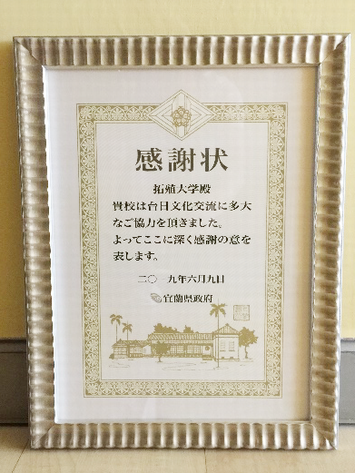 感謝状
拓殖大学殿
貴校は台日文化交流に多大
なご協力を頂きました。
よってここに深く感謝の意を
表します。
二〇一九年六月九日
宜蘭県政府